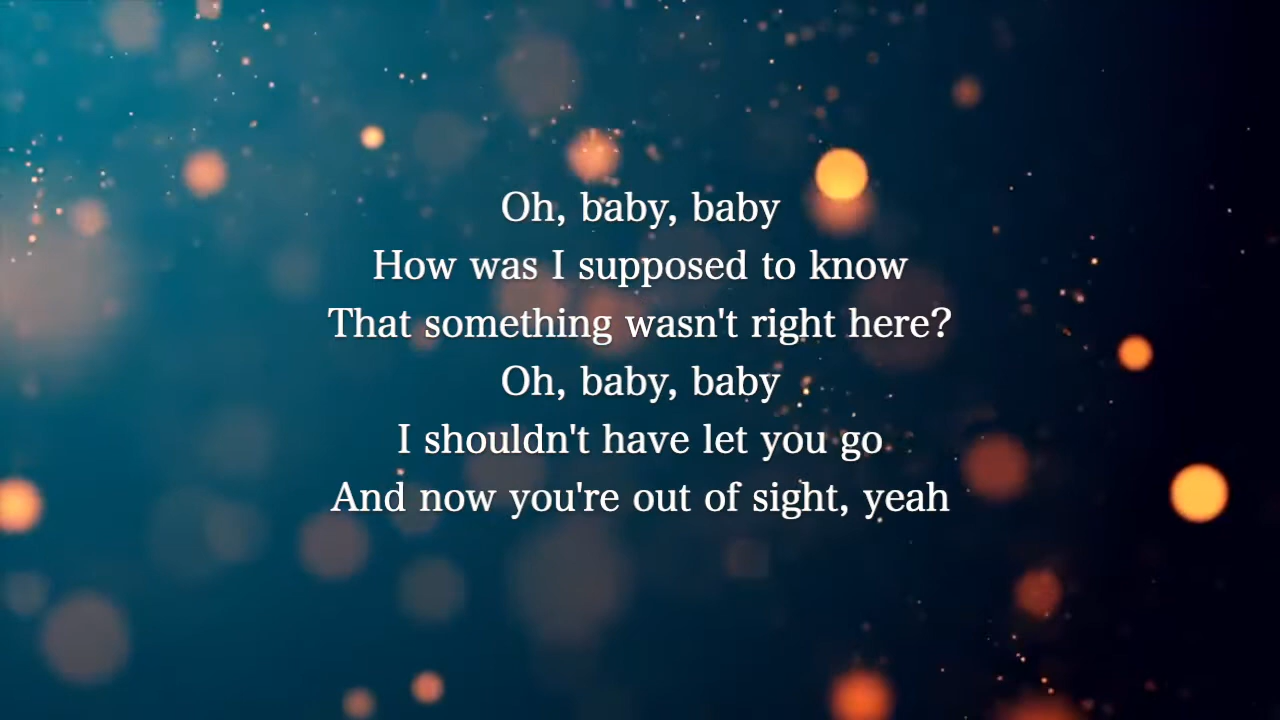 Oh, baby, baby
How was I supposed to know
That something wasn't right here?
Oh, baby, baby
I shouldn't have let you go
And now you're out of sight, yeah